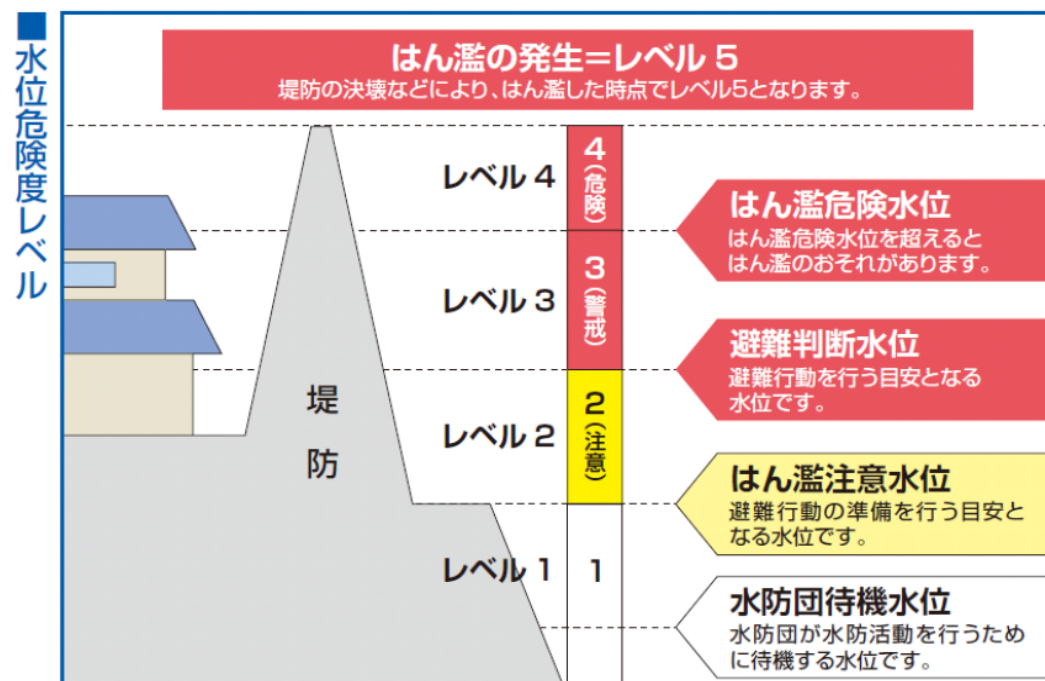 ■水位危険度レベル
はん濫の発生=レベル5
堤防の決壊などにより、はん濫した時点でレベル5となります。
レベル4
4(危険)
はん濫危険水位
はん濫危険水位を超えると
はん濫のおそれがあります。
レベル3
3(警戒)
避難判断水位
避難行動を行う目安となる
水位です。
堤防
レベル2
2(注意)
はん濫注意水位
避難行動の準備を行う目安と
なる水位です。
レベル1
1
水防団待機水位
水防団が水防活動を行うため
に待機する水位です。